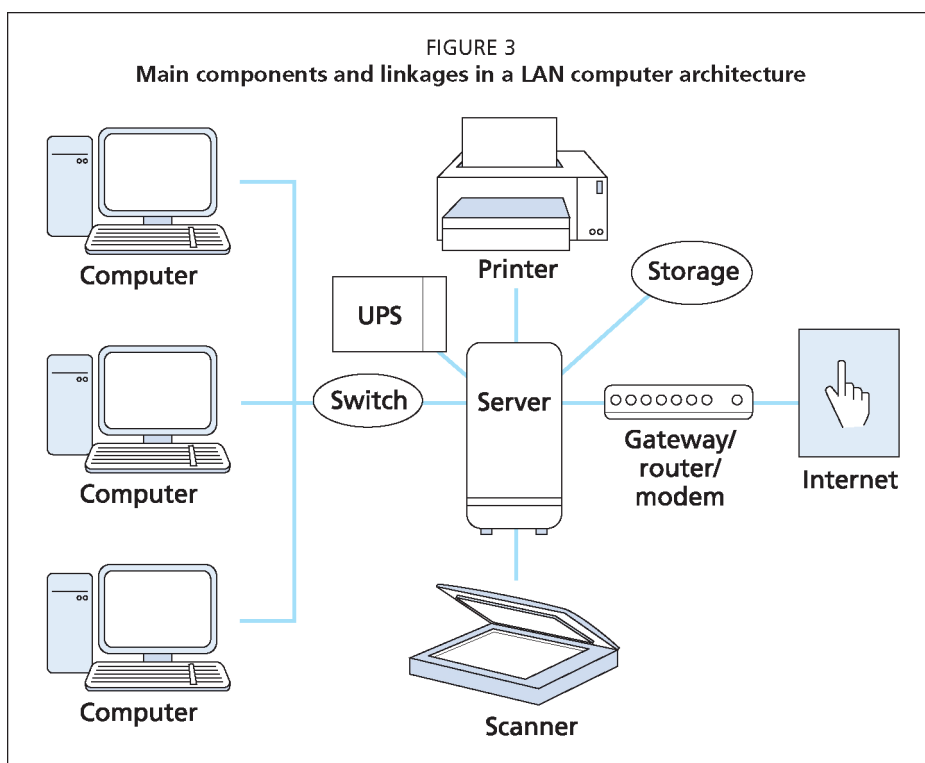 FIGURE 3
Main components and linkages in a LAN computer architecture
Computer
Printer
Storage
UPS
Switch
Server
Gateway/
router/
modem
Internet
Computer
Computer
Scanner